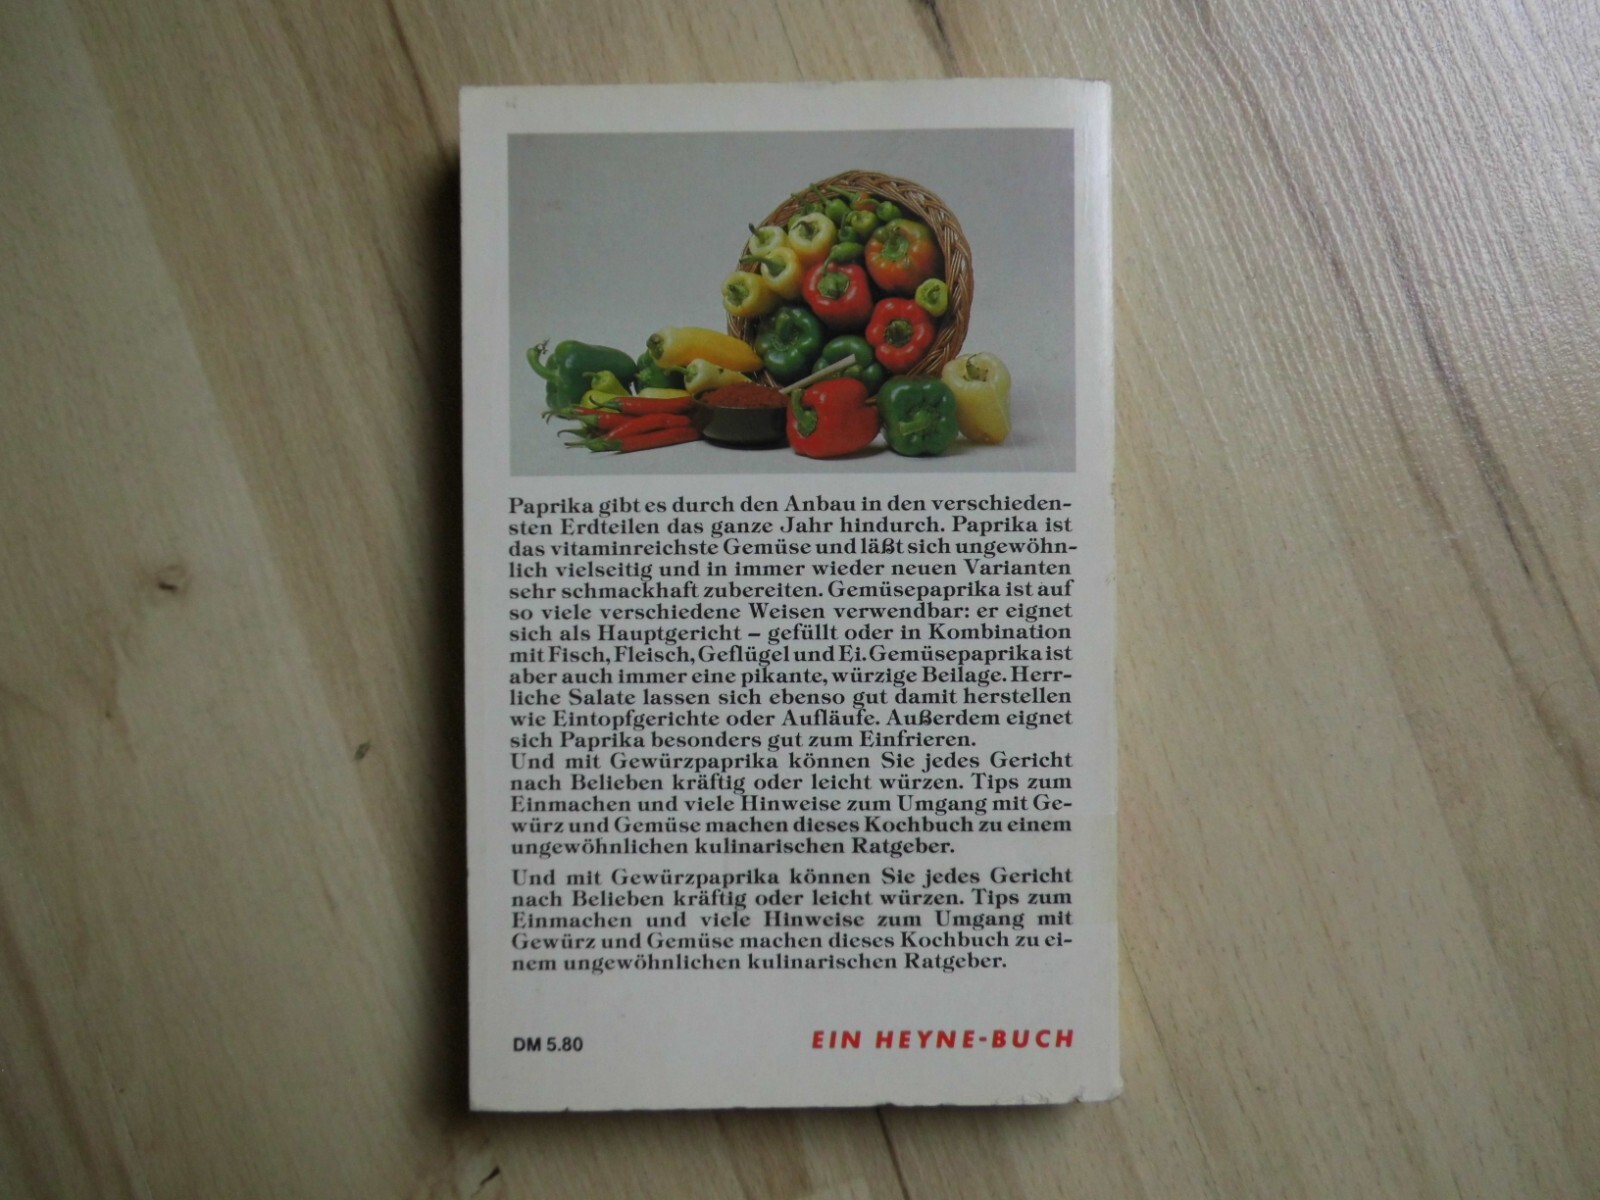 Paprika gibt es durch den Anbau in den verschieden-
sten Erdteilen das ganze Jahr hindurch. Paprika ist
das vitaminreichste Gemüse und läßt sich ungewöhn-
lich vielseitig und in immer wieder neuen Varianten
sehr schmackhaft zubereiten. Gemüsepaprika ist auf
so viele verschiedene Weisen verwendbar: er eignet
sich als Hauptgericht – gefüllt oder in Kombination
mit Fisch, Fleisch, Geflügel und Ei. Gemüsepaprika ist
aber auch immer eine pikante, würzige Beilage. Herr-
liche Salate lassen sich ebenso gut damit herstellen
wie Eintopfgerichte oder Aufläufe. Außerdem eignet
sich Paprika besonders gut zum Einfrieren.
Und mit Gewürzpaprika können Sie jedes Gericht
nach Belieben kräftig oder leicht würzen. Tips zum
Einmachen und viele Hinweise zum Umgang mit Ge-
würz und Gemüse machen dieses Kochbuch zu einem
ungewöhnlichen kulinarischen Ratgeber.
Und mit Gewürzpaprika können Sie jedes Gericht
nach Belieben kräftig oder leicht würzen. Tips zum
Einmachen und viele Hinweise zum Umgang mit
Gewürz und Gemüse machen dieses Kochbuch zu ei-
nem ungewöhnlichen kulinarischen Ratgeber.
DM 5.80
EIN HEYNE-BUCH